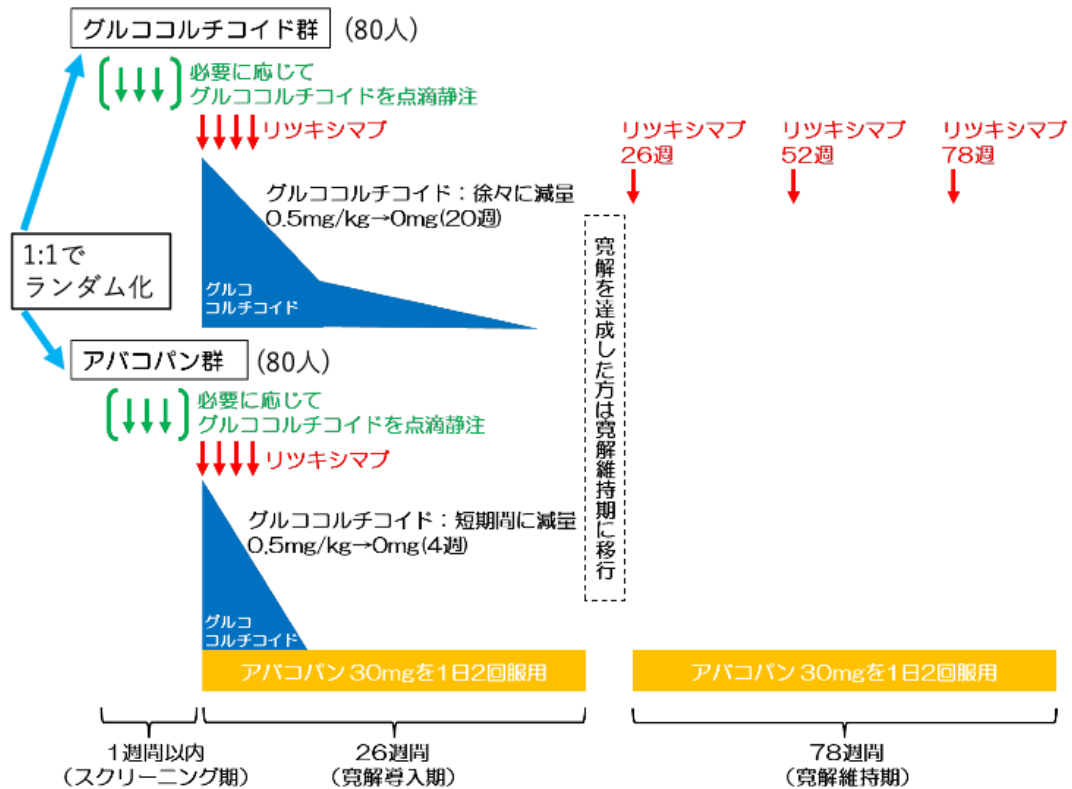 グルココルチコイド群 (80人)
必要に応じて
グルココルチコイドを点滴静注
リツキシマブ
リツキシマブ
26週
リツキシマブ
52週
リツキシマブ
78週
グルココルチコイド：徐々に減量
0.5mg/kg→0mg(20週)
グルコ
コルチコイド
1:1で
ランダム化
寛解を達成した方は寛解維持期に移行
アバコパン群 (80人)
必要に応じて
グルココルチコイドを点滴静注
リツキシマブ
グルココルチコイド：短期間に減量
0.5mg/kg→0mg(4週)
グルコ
コルチコイド
アバコパン 30mgを1日2回服用
アバコパン 30mgを1日2回服用
1週間以内
(スクリーニング期)
26週間
(寛解導入期)
78週間
(寛解維持期)